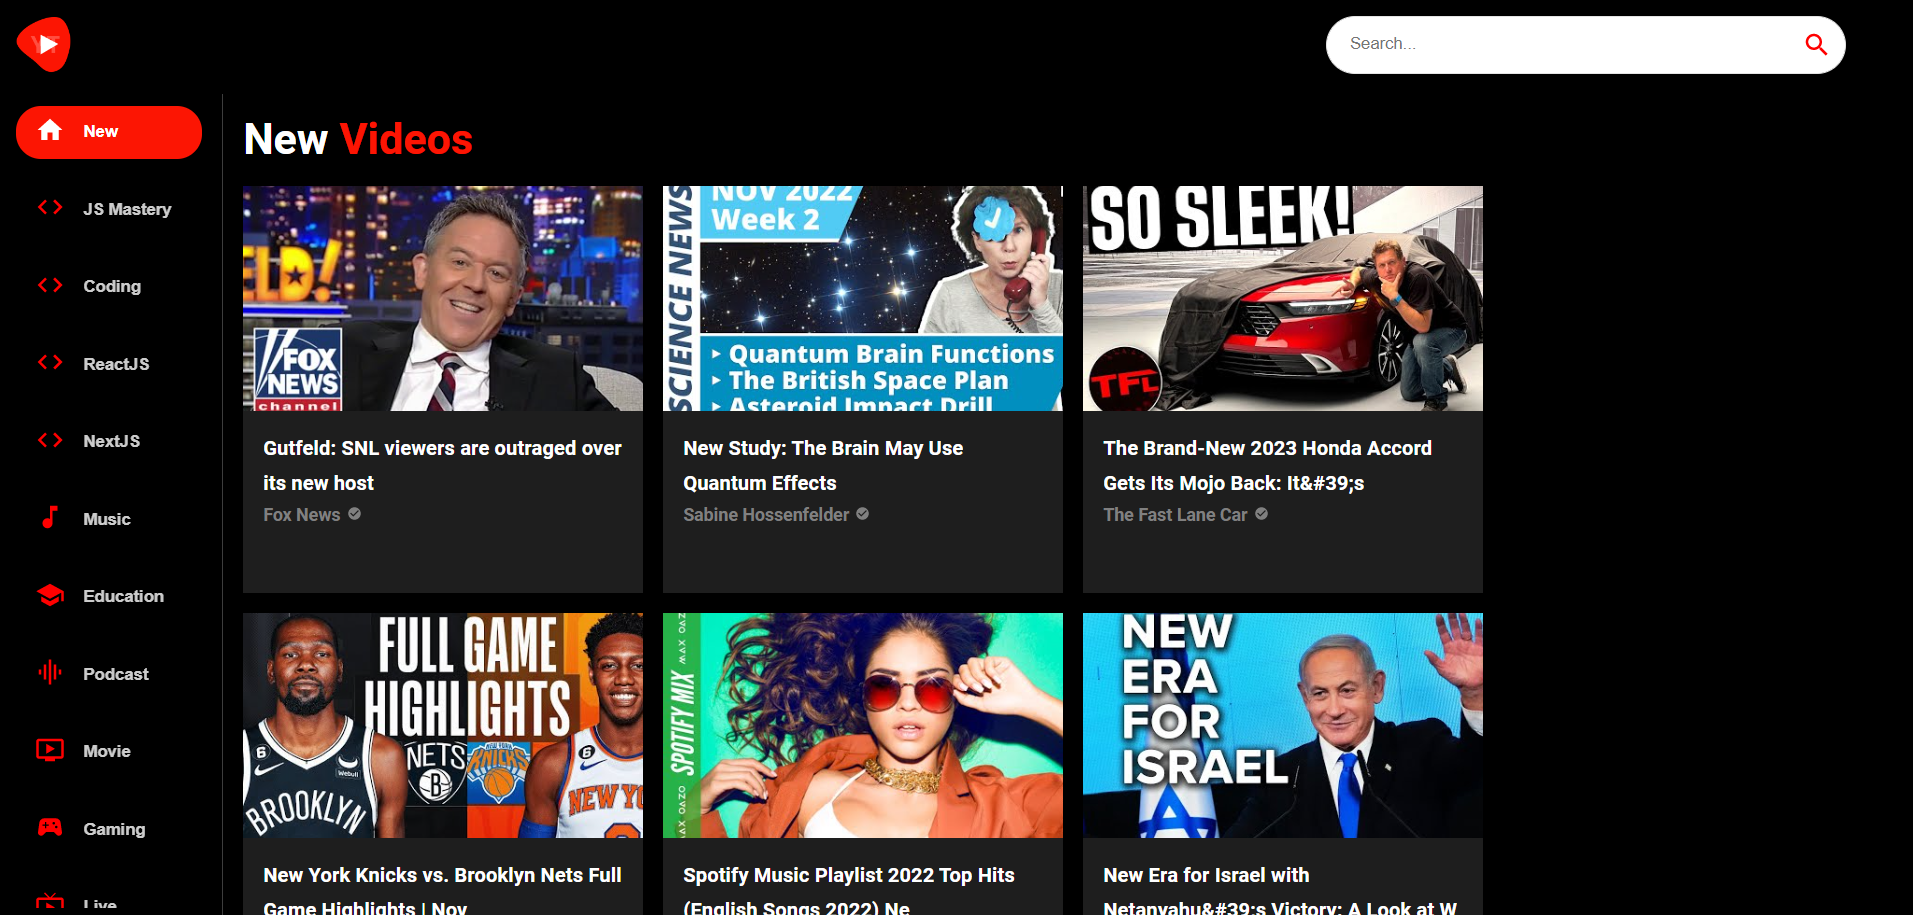 YT
Search...
New
JS Mastery
Coding
ReactJS
NextJS
Music
Education
Podcast
Movie
Gaming
Live
New Videos
FOX
NEWS
channel
Gutfeld: SNL viewers are outraged over
its new host
Fox News
SCIENCE NEWS
NOV 2022
Week 2
Quantum Brain Functions
The British Space Plan
Asteroid Impact Drill
New Study: The Brain May Use
Quantum Effects
Sabine Hossenfelder
SO SLEEK!
TFL
The Brand-New 2023 Honda Accord
Gets Its Mojo Back: It&#39;s
The Fast Lane Car
FULL GAME
HIGHLIGHTS
NETS
B
NEW YORK
KNICKS
6
Webull
BROOKLYN
6
NEW YO
New York Knicks vs. Brooklyn Nets Full
Game Highlights | Nov
SPOTIFY MIX
Spotify Music Playlist 2022 Top Hits
(English Songs 2022) Ne
NEW
ERA
FOR
ISRAEL
New Era for Israel with
Netanyahu&#39;s Victory: A Look at W